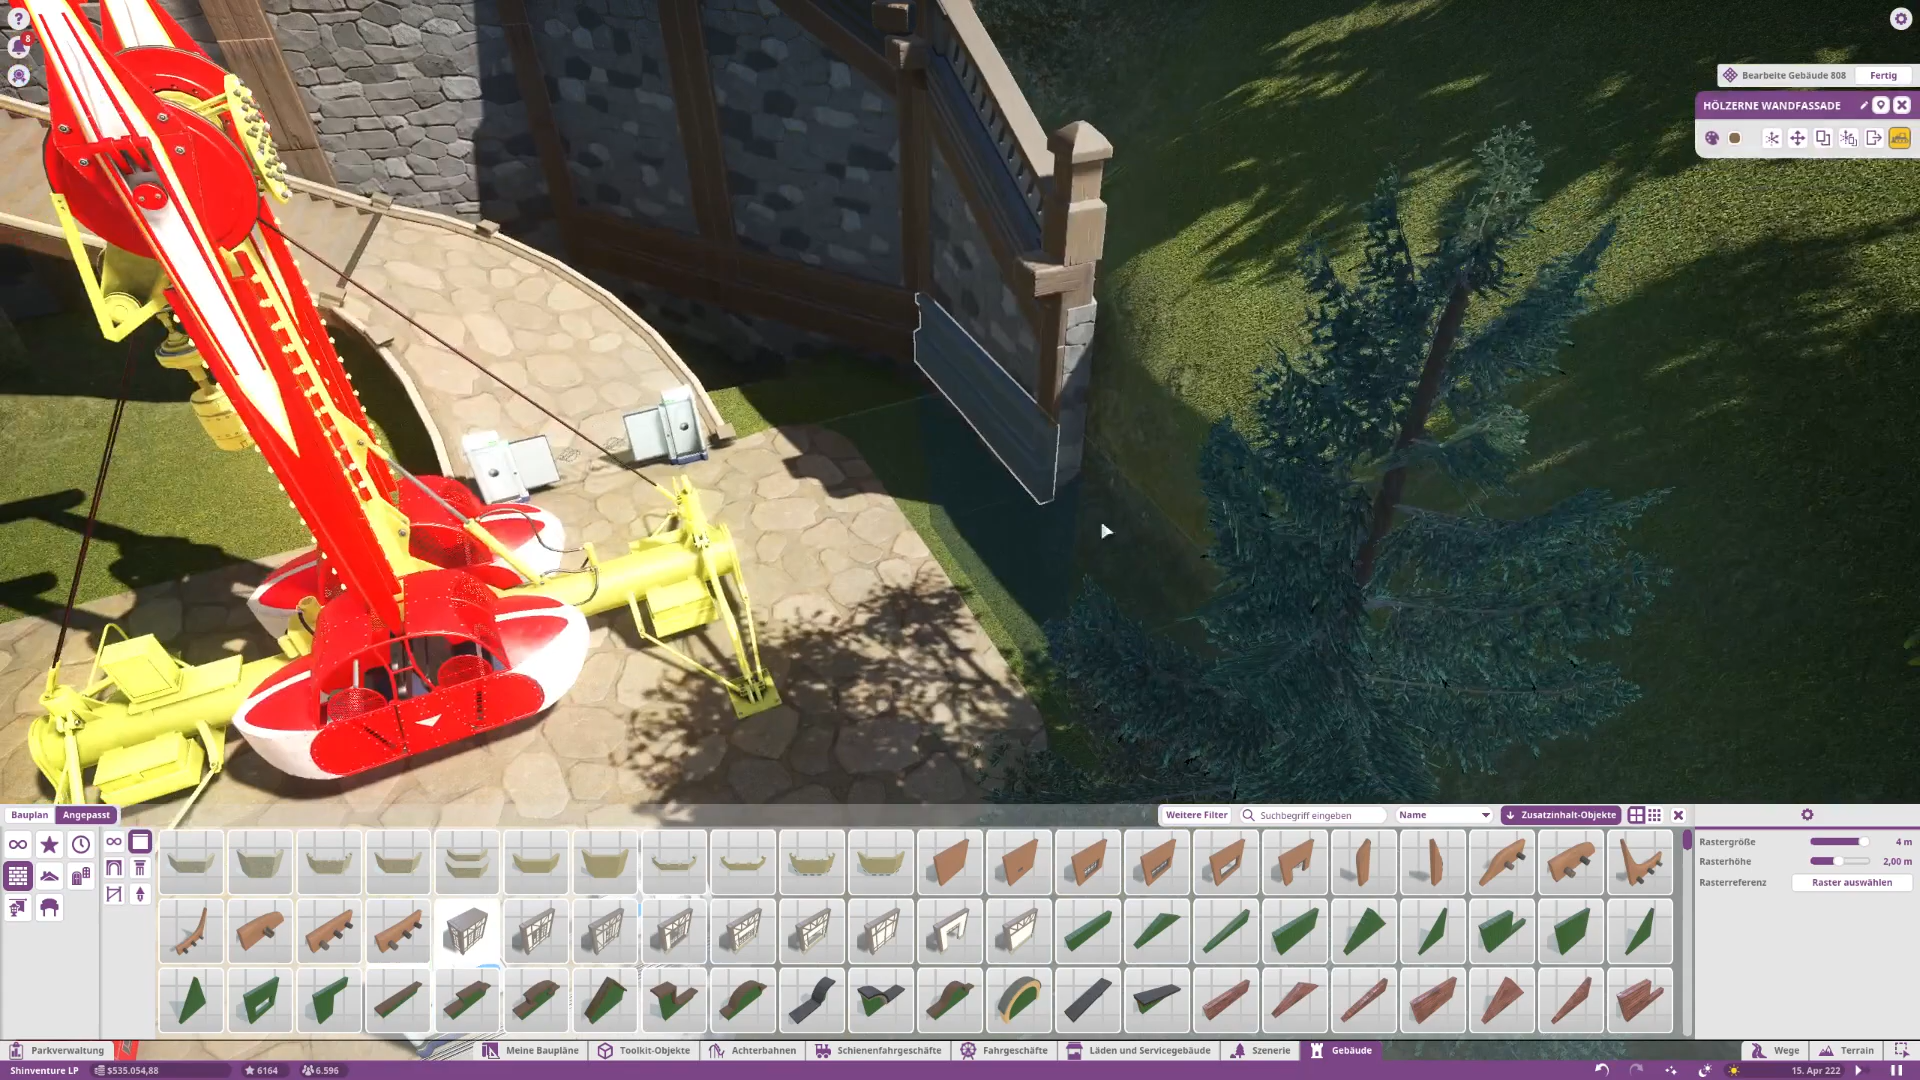 ?
8
Bearbeite Gebäude 808
Fertig
HÖLZERNE WANDFASSADE
Bauplan
Angepasst
Weitere Filter
Suchbegriff eingeben
Name
Zusatzinhalt-Objekte
Rastergröße
4 m
Rasterhöhe
2,00 m
Rasterreferenz
Raster auswählen
Parkverwaltung
Meine Baupläne
Toolkit-Objekte
Achterbahnen
Schienenfahrgeschäfte
Fahrgeschäfte
Läden und Servicegebäude
Szenerie
Gebäude
Wege
Terrain
Shinventure LP
$535.054,88
6164
6.596
15. Apr 222